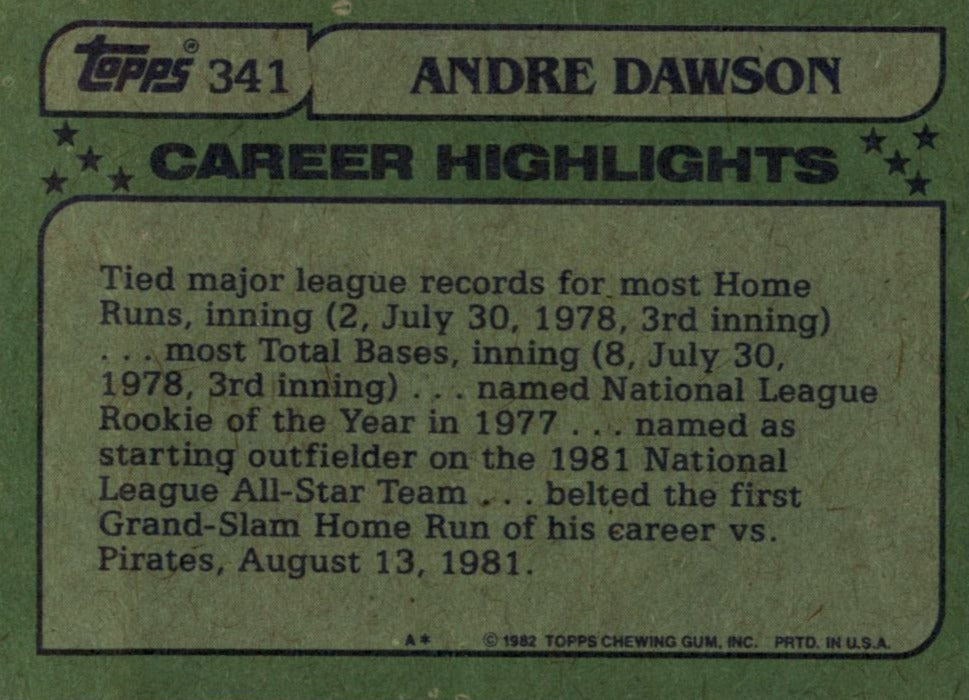 Topps® 341 ANDRE DAWSON
CAREER HIGHLIGHTS
Tied major league records for most Home
Runs, inning (2, July 30, 1978, 3rd inning)
. . . most Total Bases, inning (8, July 30,
1978, 3rd inning) . . . named National League
Rookie of the Year in 1977 . . . named as
starting outfielder on the 1981 National
League All-Star Team . . . belted the first
Grand-Slam Home Run of his career vs.
Pirates, August 13, 1981.
A* © 1982 TOPPS CHEWING GUM, INC. PRTD. IN U.S.A.